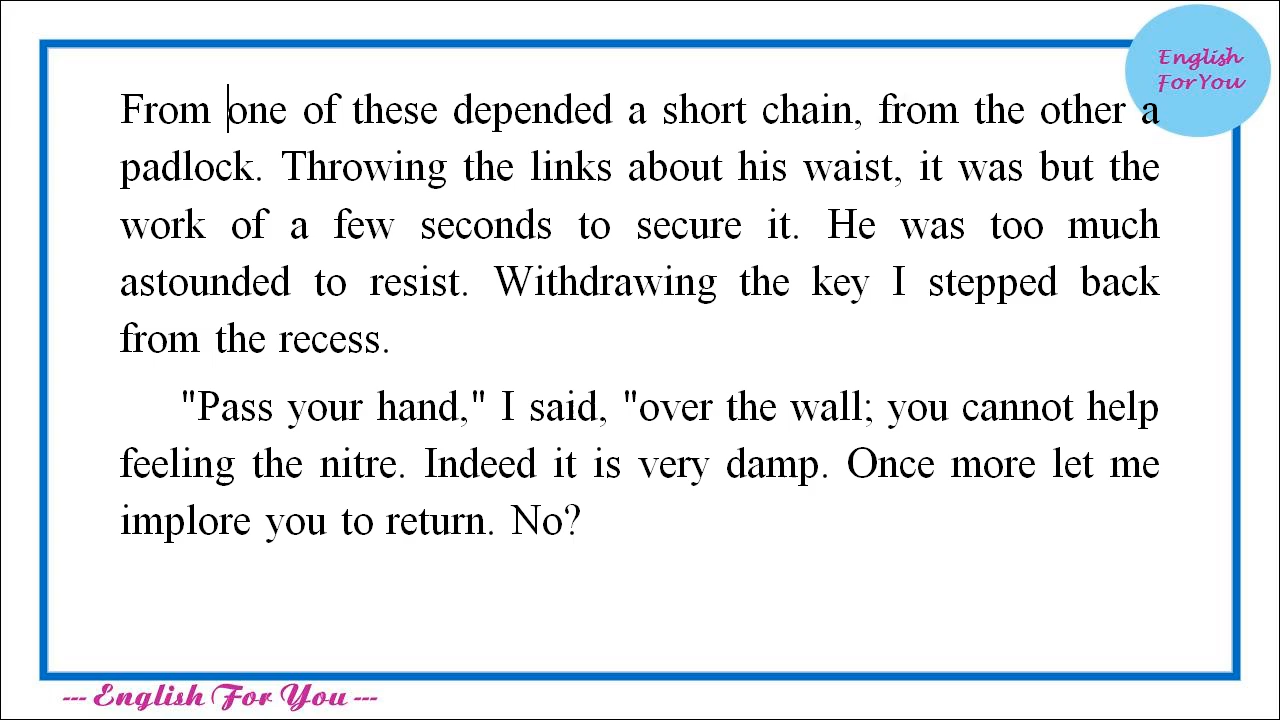 English
ForYou
From one of these depended a short chain, from the other a
padlock. Throwing the links about his waist, it was but the
work of a few seconds to secure it. He was too much
astounded to resist. Withdrawing the key I stepped back
from the recess.
"Pass your hand," I said, "over the wall; you cannot help
feeling the nitre. Indeed it is very damp. Once more let me
implore you to return. No?
--- English For You ---